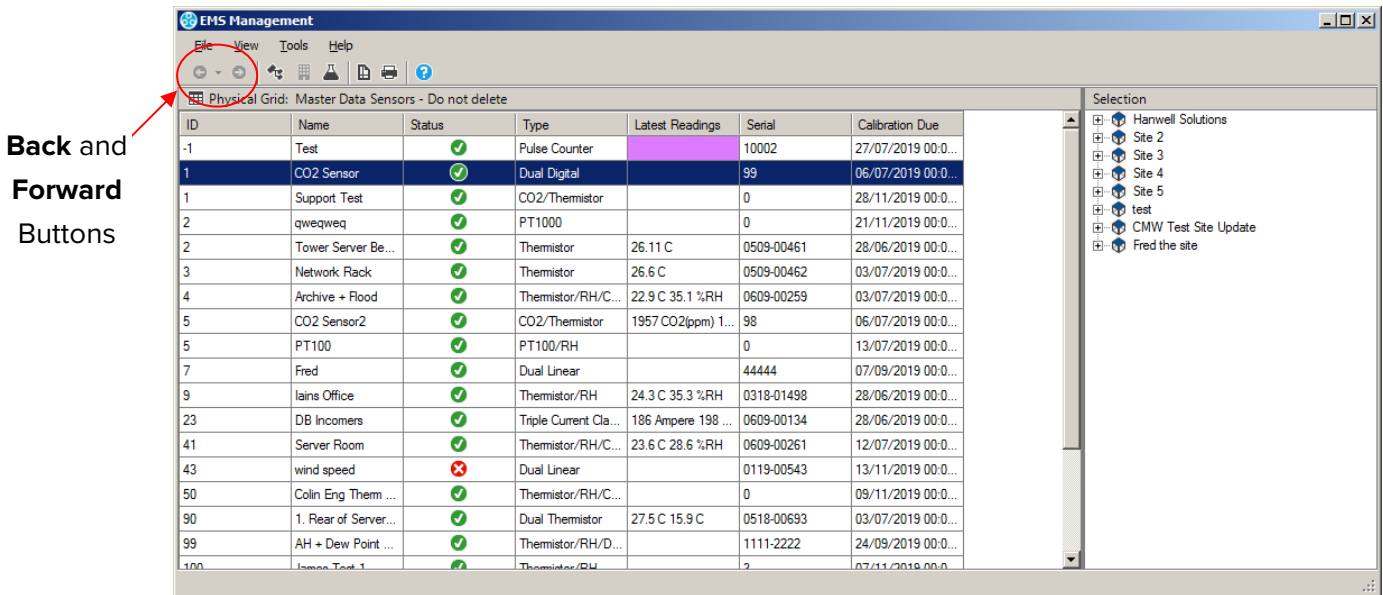 EMS Management
File View Tools Help
Physical Grid: Master Data Sensors - Do not delete
Selection
Back and
Forward
Buttons
ID Name Status Type Latest Readings Serial Calibration Due
-1 Test Pulse Counter 10002 27/07/2019 00:0...
1 CO2 Sensor Dual Digital 99 06/07/2019 00:0...
1 Support Test CO2/Thermistor 0 28/11/2019 00:0...
2 qweqweq PT1000 0 21/11/2019 00:0...
2 Tower Server Be... Thermistor 26.11 C 0509-00461 28/06/2019 00:0...
3 Network Rack Thermistor 26.6 C 0509-00462 03/07/2019 00:0...
4 Archive + Flood Thermistor/RH/C... 22.9 C 35.1 %RH 0609-00259 03/07/2019 00:0...
5 CO2 Sensor2 CO2/Thermistor 1957 CO2(ppm) 1... 98 06/07/2019 00:0...
5 PT100 PT100/RH 0 13/07/2019 00:0...
7 Fred Dual Linear 44444 07/09/2019 00:0...
9 Iains Office Thermistor/RH 24.3 C 35.3 %RH 0318-01498 28/06/2019 00:0...
23 DB Incomers Triple Current Cla... 186 Ampere 198 ... 0609-00134 28/06/2019 00:0...
41 Server Room Thermistor/RH/C... 23.6 C 28.6 %RH 0609-00261 12/07/2019 00:0...
43 wind speed Dual Linear 0119-00543 13/11/2019 00:0...
50 Colin Eng Therm ... Thermistor/RH/C... 0 09/11/2019 00:0...
90 1. Rear of Server... Dual Thermistor 27.5 C 15.9 C 0518-00693 03/07/2019 00:0...
99 AH + Dew Point ... Thermistor/RH/D... 1111-2222 24/09/2019 00:0...
100 James Test 1 Thermistor/RH 07/11/2019 00:0
Hanwell Solutions
Site 2
Site 3
Site 4
Site 5
test
CMW Test Site Update
Fred the site